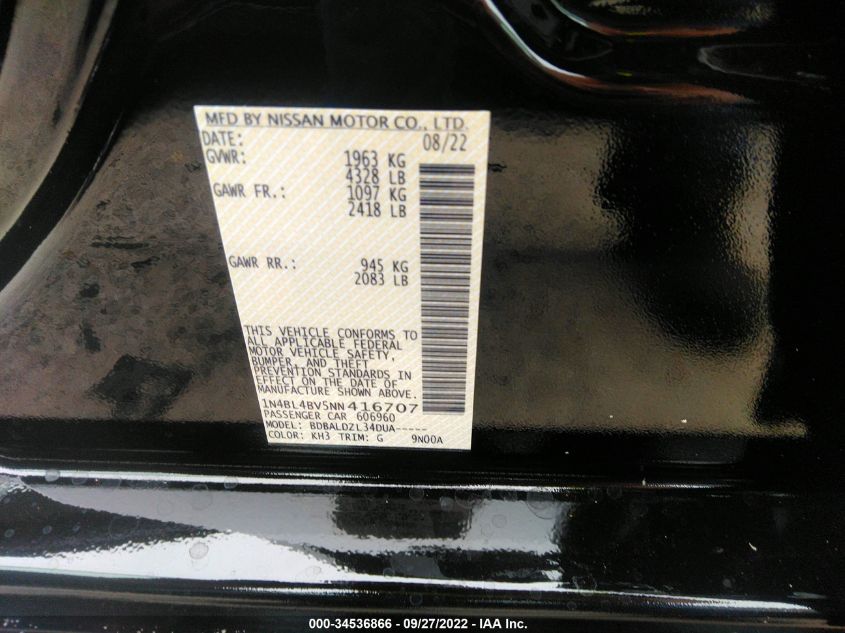 MFD BY NISSAN MOTOR CO., LTD.
DATE: 08/22
GVWR: 1963 KG
4328 LB
GAWR FR.: 1097 KG
2418 LB
GAWR RR.: 945 KG
2083 LB
THIS VEHICLE CONFORMS TO
ALL APPLICABLE FEDERAL
MOTOR VEHICLE SAFETY,
BUMPER, AND THEFT
PREVENTION STANDARDS IN
EFFECT ON THE DATE OF
MANUFACTURE SHOWN ABOVE.
1N4BL4BV5NN416707
PASSENGER CAR 606960
MODEL: BDBALDZL34DUA-----
COLOR: KH3 TRIM: G 9N00A
000-34536866 - 09/27/2022 - IAA Inc.